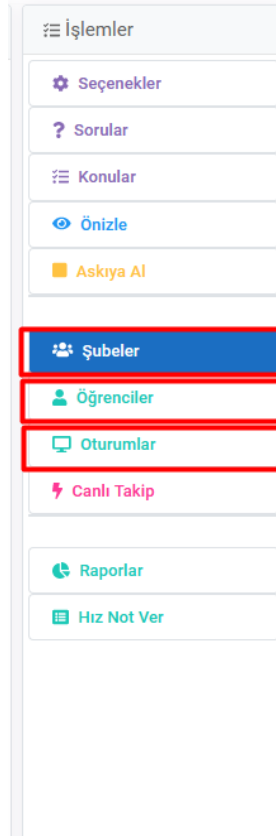 İşlemler
Seçenekler
Sorular
Konular
Önizle
Askıya Al
Şubeler
Öğrenciler
Oturumlar
Canlı Takip
Raporlar
Hız Not Ver